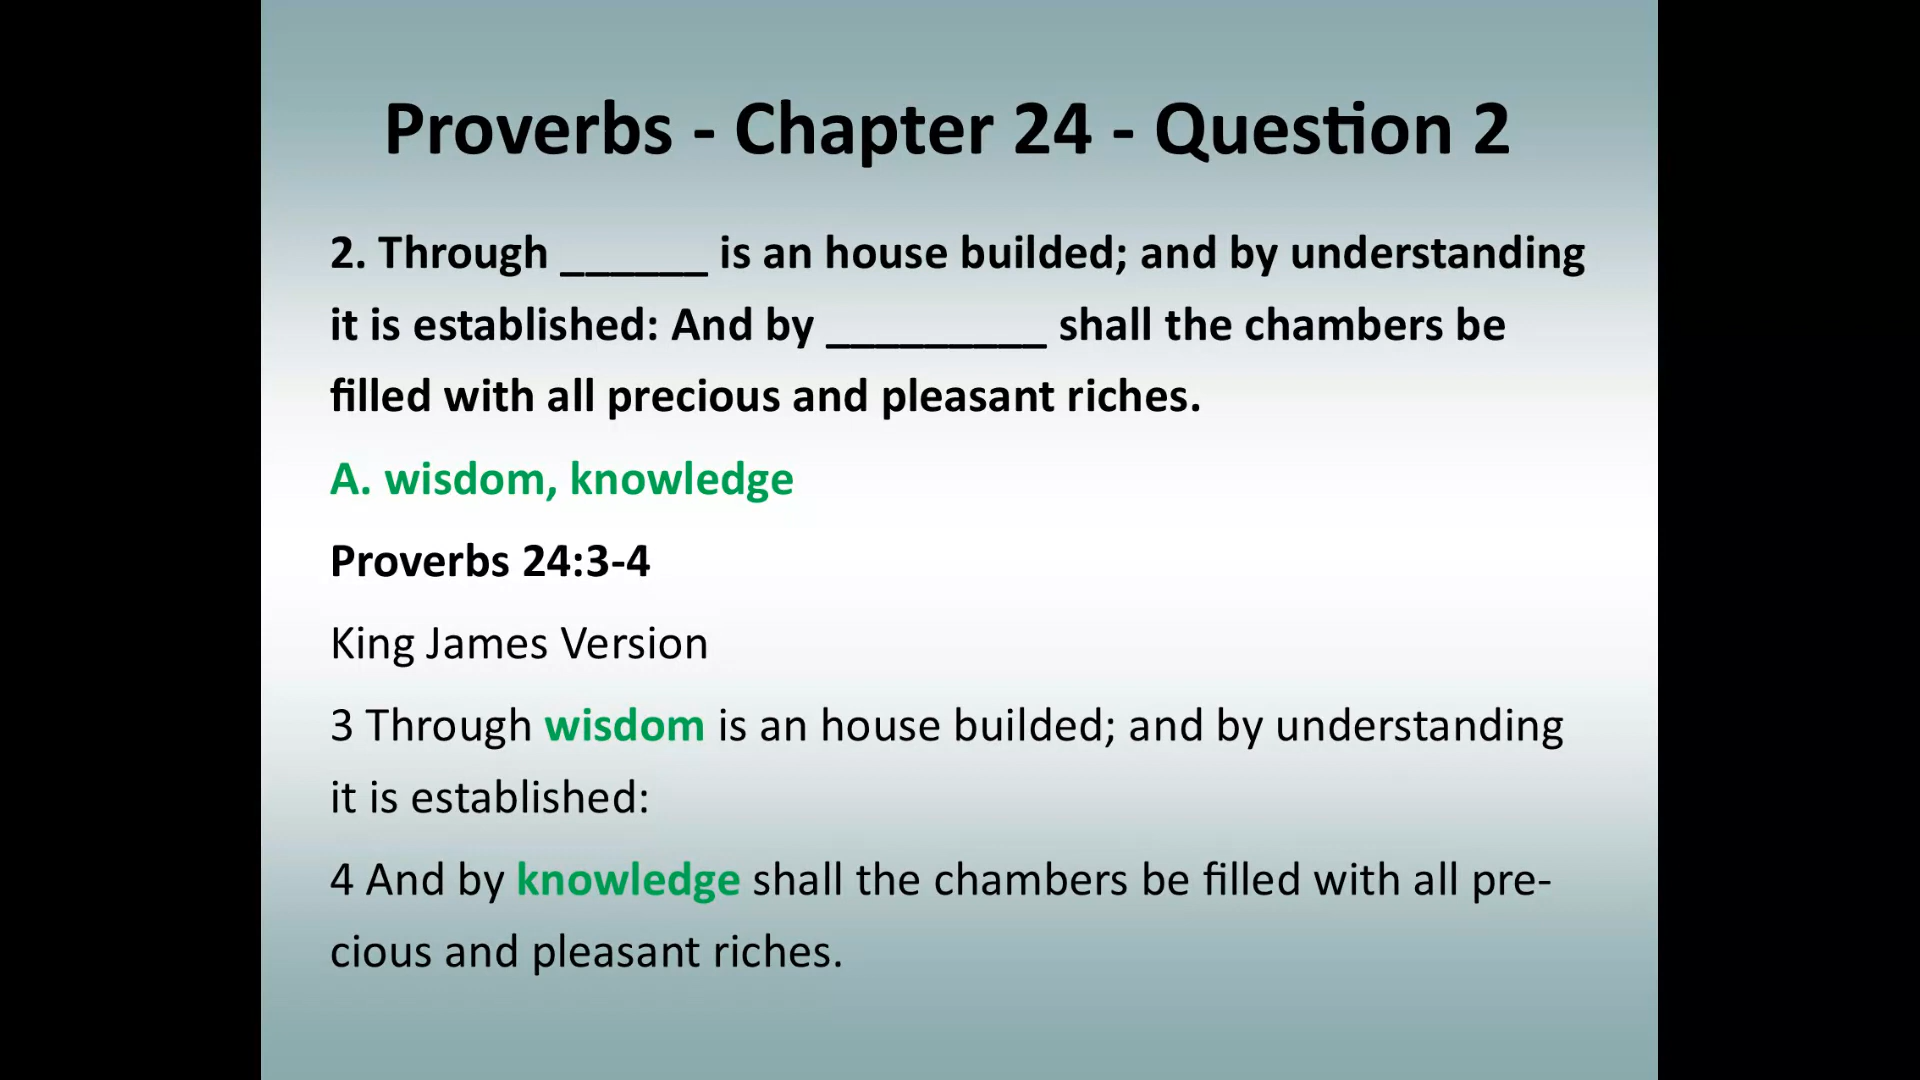 Proverbs - Chapter 24 - Question 2
2. Through ______ is an house builded; and by understanding
it is established: And by _________ shall the chambers be
filled with all precious and pleasant riches.
A. wisdom, knowledge
Proverbs 24:3-4
King James Version
3 Through wisdom is an house builded; and by understanding
it is established:
4 And by knowledge shall the chambers be filled with all pre-
cious and pleasant riches.